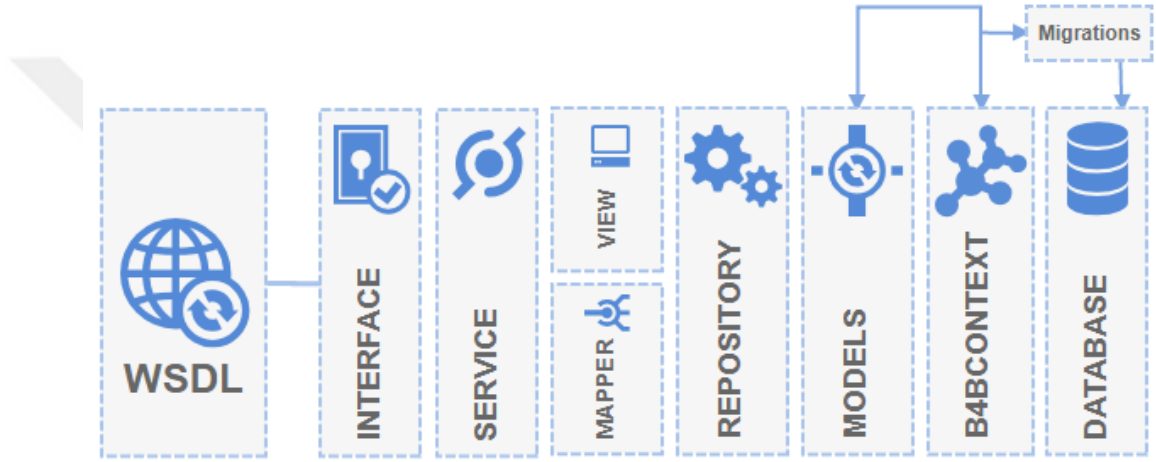 Migrations
WSDL
INTERFACE
SERVICE
VIEW
MAPPER
REPOSITORY
MODELS
B4BCONTEXT
DATABASE